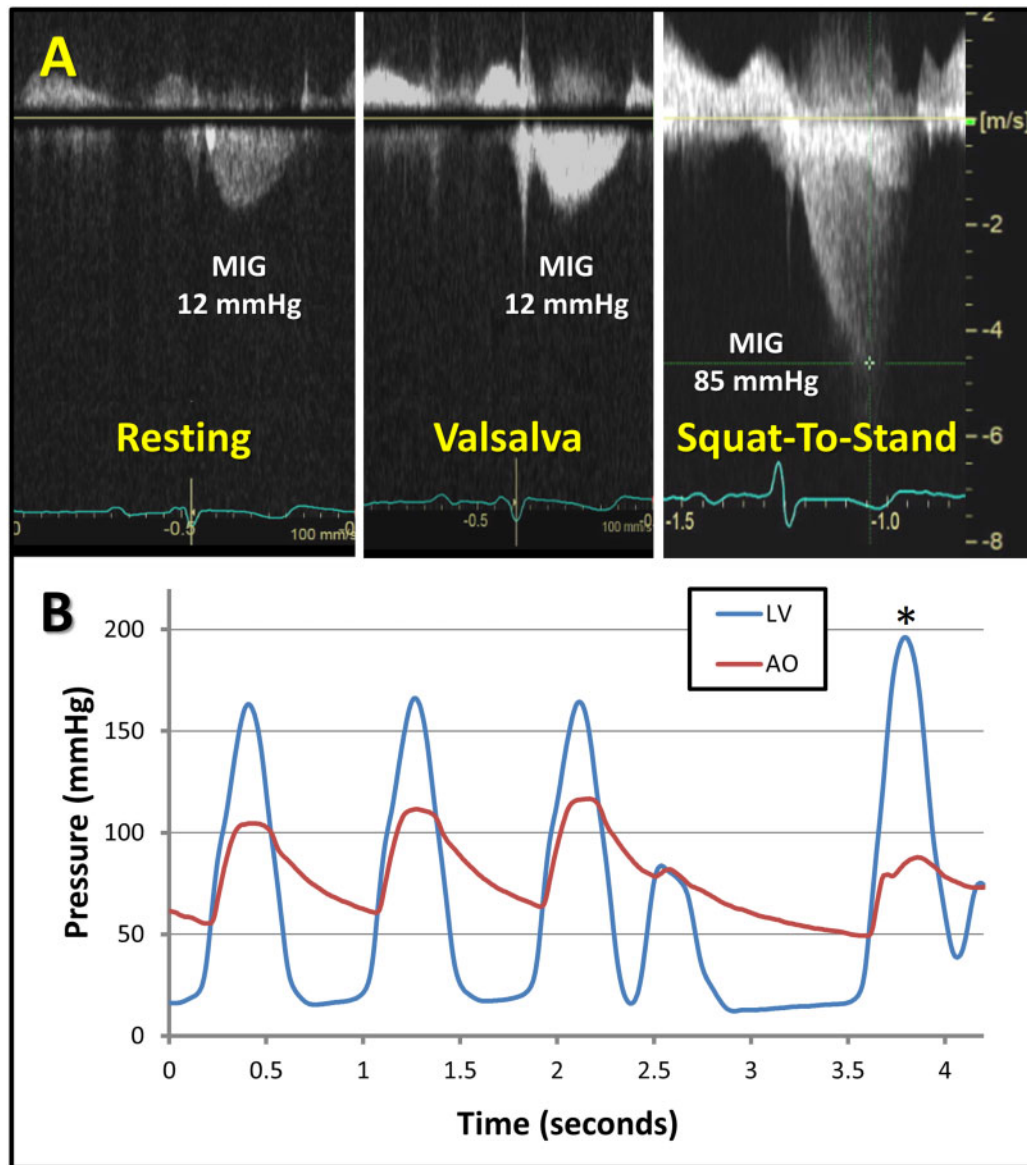 A
2
[m/s]
-2
-4
-6
-8
MIG
12 mmHg
MIG
12 mmHg
MIG
85 mmHg
Resting
Valsalva
Squat-To-Stand
-0.5
100 mm/s
-0.5
100 mm/s
-1.5
-1.0
B
LV
AO
*
Pressure (mmHg)
200
150
100
50
0
0 0.5 1 1.5 2 2.5 3 3.5 4
Time (seconds)